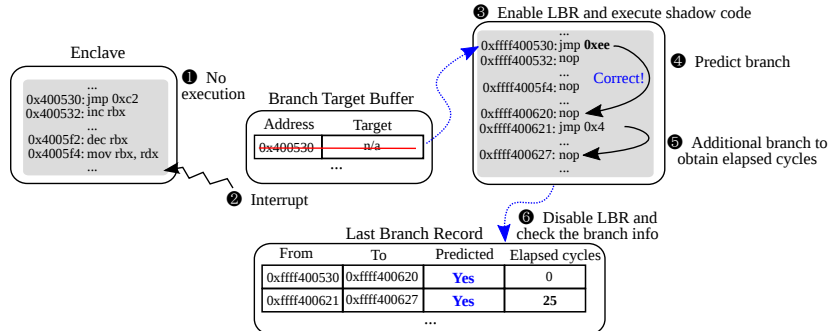 Enclave
...
0x400530: jmp 0xc2
0x400532: inc rbx
...
0x4005f2: dec rbx
0x4005f4: mov rbx, rdx
...
❶ No
execution
❷ Interrupt
Branch Target Buffer
Address Target
0x400530 n/a
...
❸ Enable LBR and execute shadow code
...
0xffff400530: jmp 0xee
0xffff400532: nop
...
0xffff4005f4: nop
...
0xffff400620: nop
0xffff400621: jmp 0x4
...
0xffff400627: nop
...
Correct!
❹ Predict branch
❺ Additional branch to
obtain elapsed cycles
❻ Disable LBR and
check the branch info
Last Branch Record
From To Predicted Elapsed cycles
0xffff400530 0xffff400620 Yes 0
0xffff400621 0xffff400627 Yes 25
...